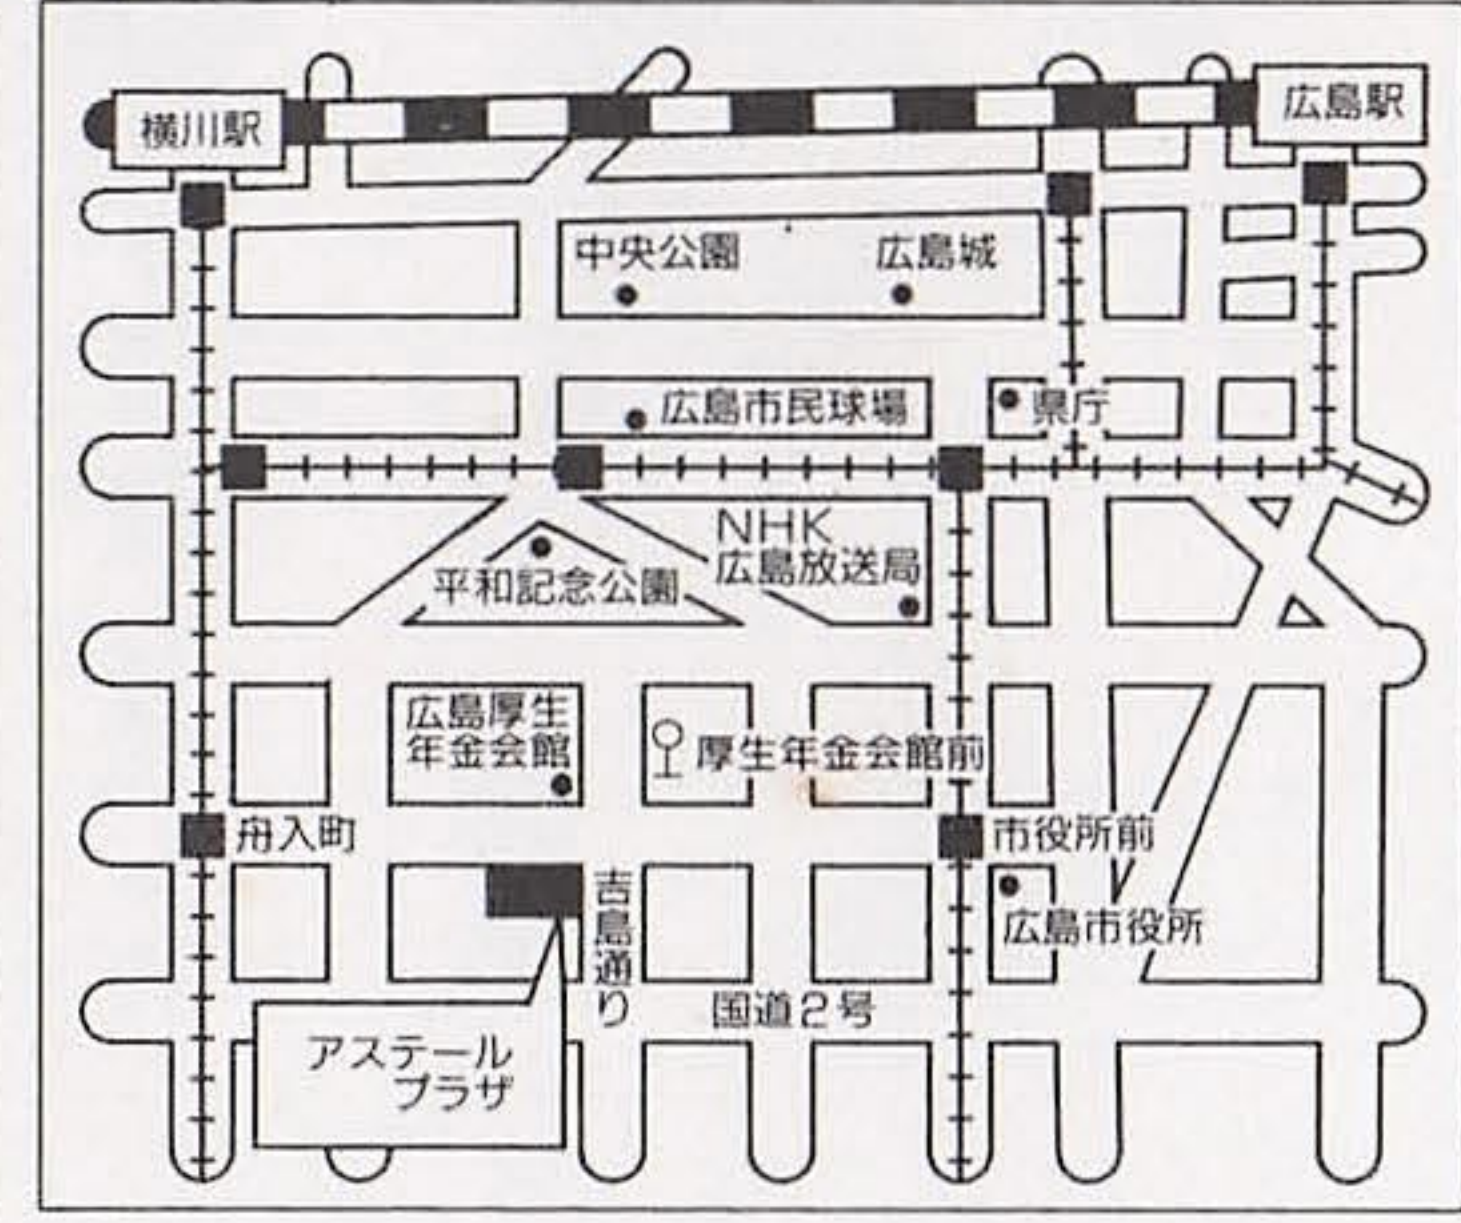 横川駅
広島駅
中央公園
広島城
広島市民球場
県庁
NHK
広島放送局
平和記念公園
広島厚生
年金会館
厚生年金会館前
舟入町
市役所前
吉島通り
広島市役所
国道2号
アステール
プラザ